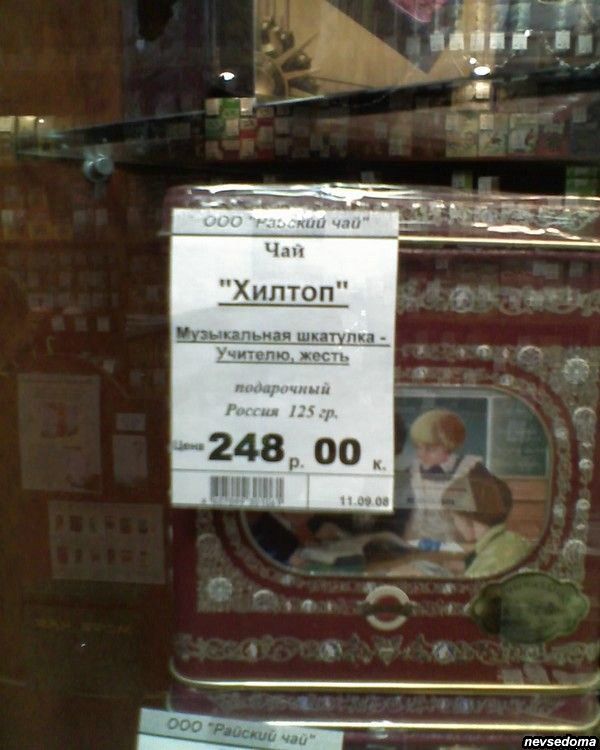 ООО "Райский чай"
Чай
"Хилтоп"
Музыкальная шкатулка -
Учителю, жесть
подарочный
Россия 125 гр.
Цена 248 р. 00 к.
11.09.08
ООО "Райский чай"
nevsedoma